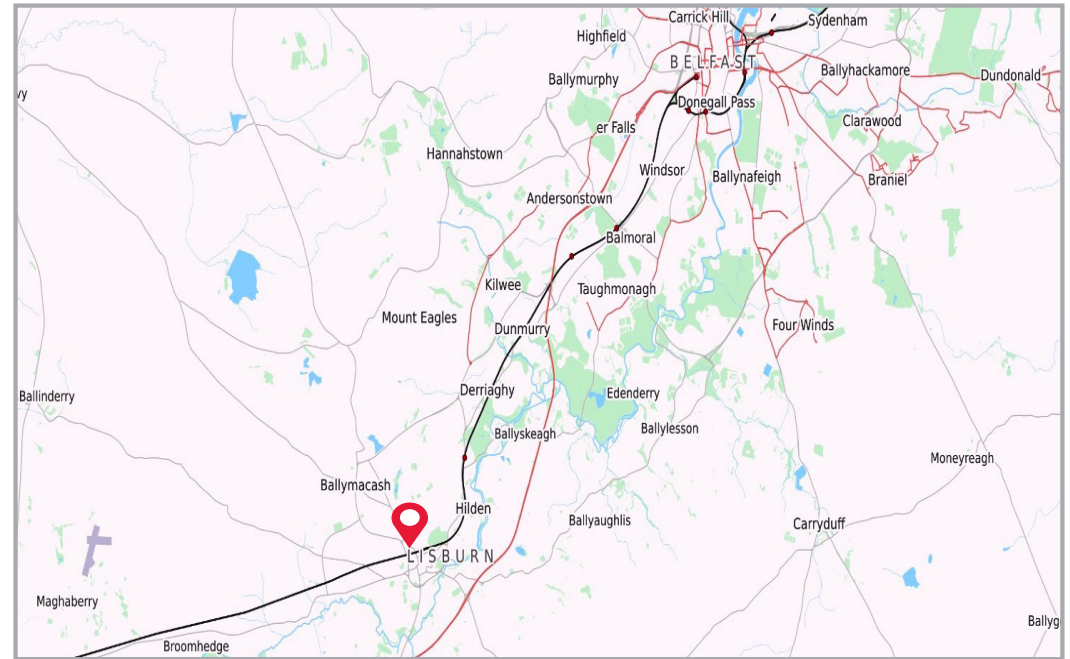 Carrick Hill
Sydenham
Highfield
BELFAST
Ballymurphy
Ballyhackamore
Dundonald
vy
Donegall Pass
Clarawood
er Falls
Hannahstown
Windsor
Ballynafeigh
Braniel
Andersonstown
Balmoral
Kilwee
Taughmonagh
Mount Eagles
Dunmurry
Four Winds
Ballinderry
Derriaghy
Edenderry
Ballyskeagh
Ballylesson
Moneyreagh
Ballymacash
Hilden
Ballyaughlis
Carryduff
LISBURN
Maghaberry
Ballyg
Broomhedge